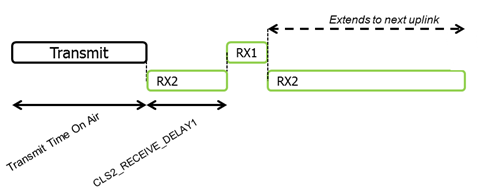 Extends to next uplink
Transmit
RX1
RX2
RX2
Transmit Time On Air
CLS2_RECEIVE_DELAY1